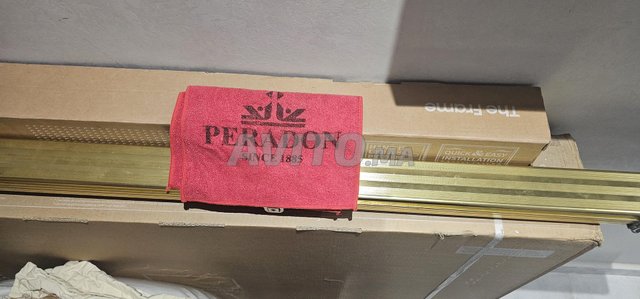 The Frame
PERADON
SINCE 1885
QUICK & EASY
INSTALLATION
AVITO.MA